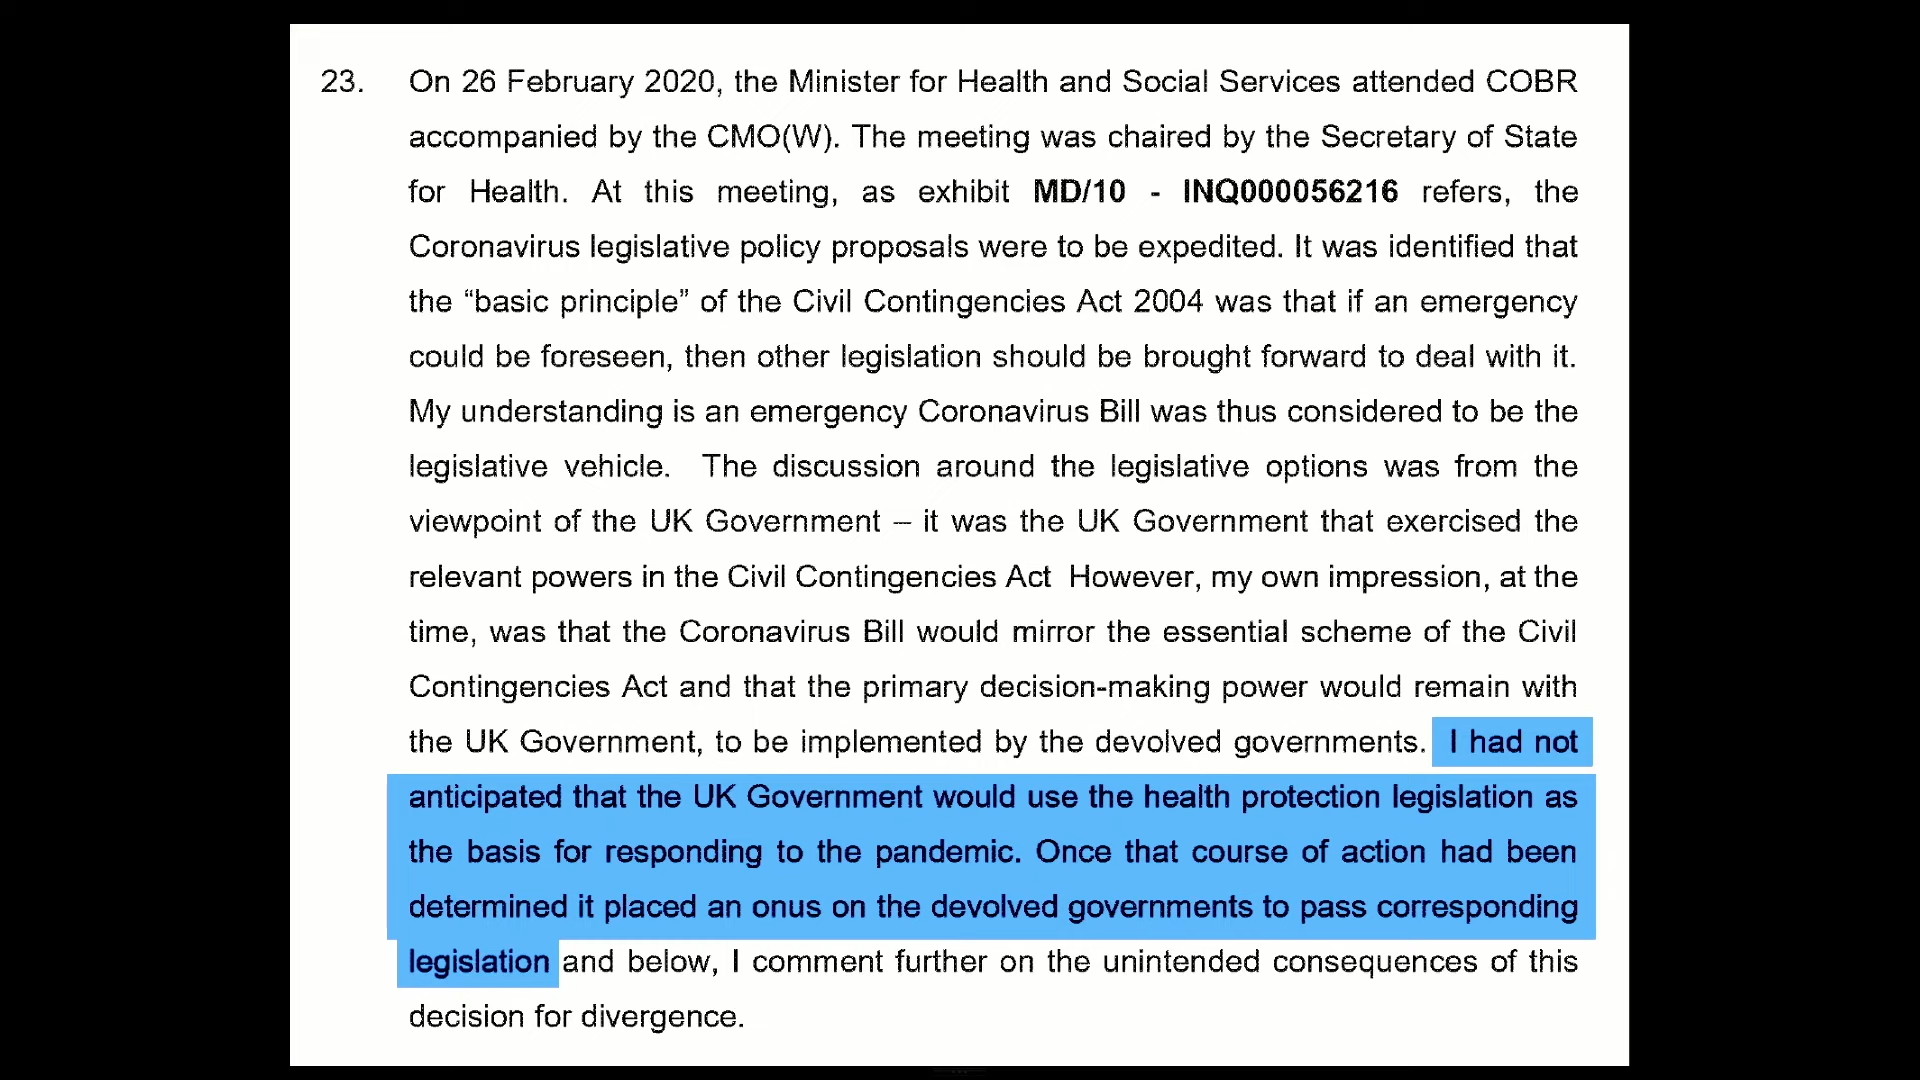 23. On 26 February 2020, the Minister for Health and Social Services attended COBR
accompanied by the CMO(W). The meeting was chaired by the Secretary of State
for Health. At this meeting, as exhibit MD/10 - INQ000056216 refers, the
Coronavirus legislative policy proposals were to be expedited. It was identified that
the “basic principle” of the Civil Contingencies Act 2004 was that if an emergency
could be foreseen, then other legislation should be brought forward to deal with it.
My understanding is an emergency Coronavirus Bill was thus considered to be the
legislative vehicle. The discussion around the legislative options was from the
viewpoint of the UK Government – it was the UK Government that exercised the
relevant powers in the Civil Contingencies Act However, my own impression, at the
time, was that the Coronavirus Bill would mirror the essential scheme of the Civil
Contingencies Act and that the primary decision-making power would remain with
the UK Government, to be implemented by the devolved governments. I had not
anticipated that the UK Government would use the health protection legislation as
the basis for responding to the pandemic. Once that course of action had been
determined it placed an onus on the devolved governments to pass corresponding
legislation and below, I comment further on the unintended consequences of this
decision for divergence.